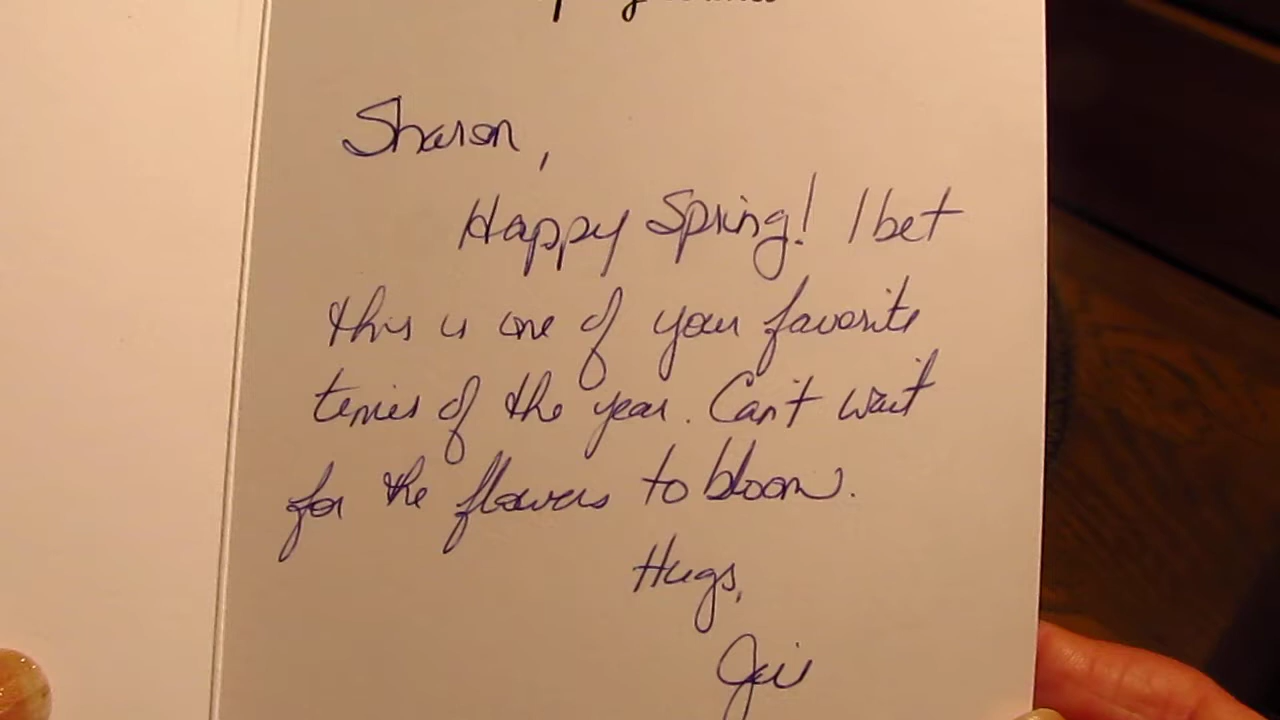 Sharon,
Happy Spring! I bet
this is one of your favorite
times of the year. Can't wait
for the flowers to bloom.
Hugs,